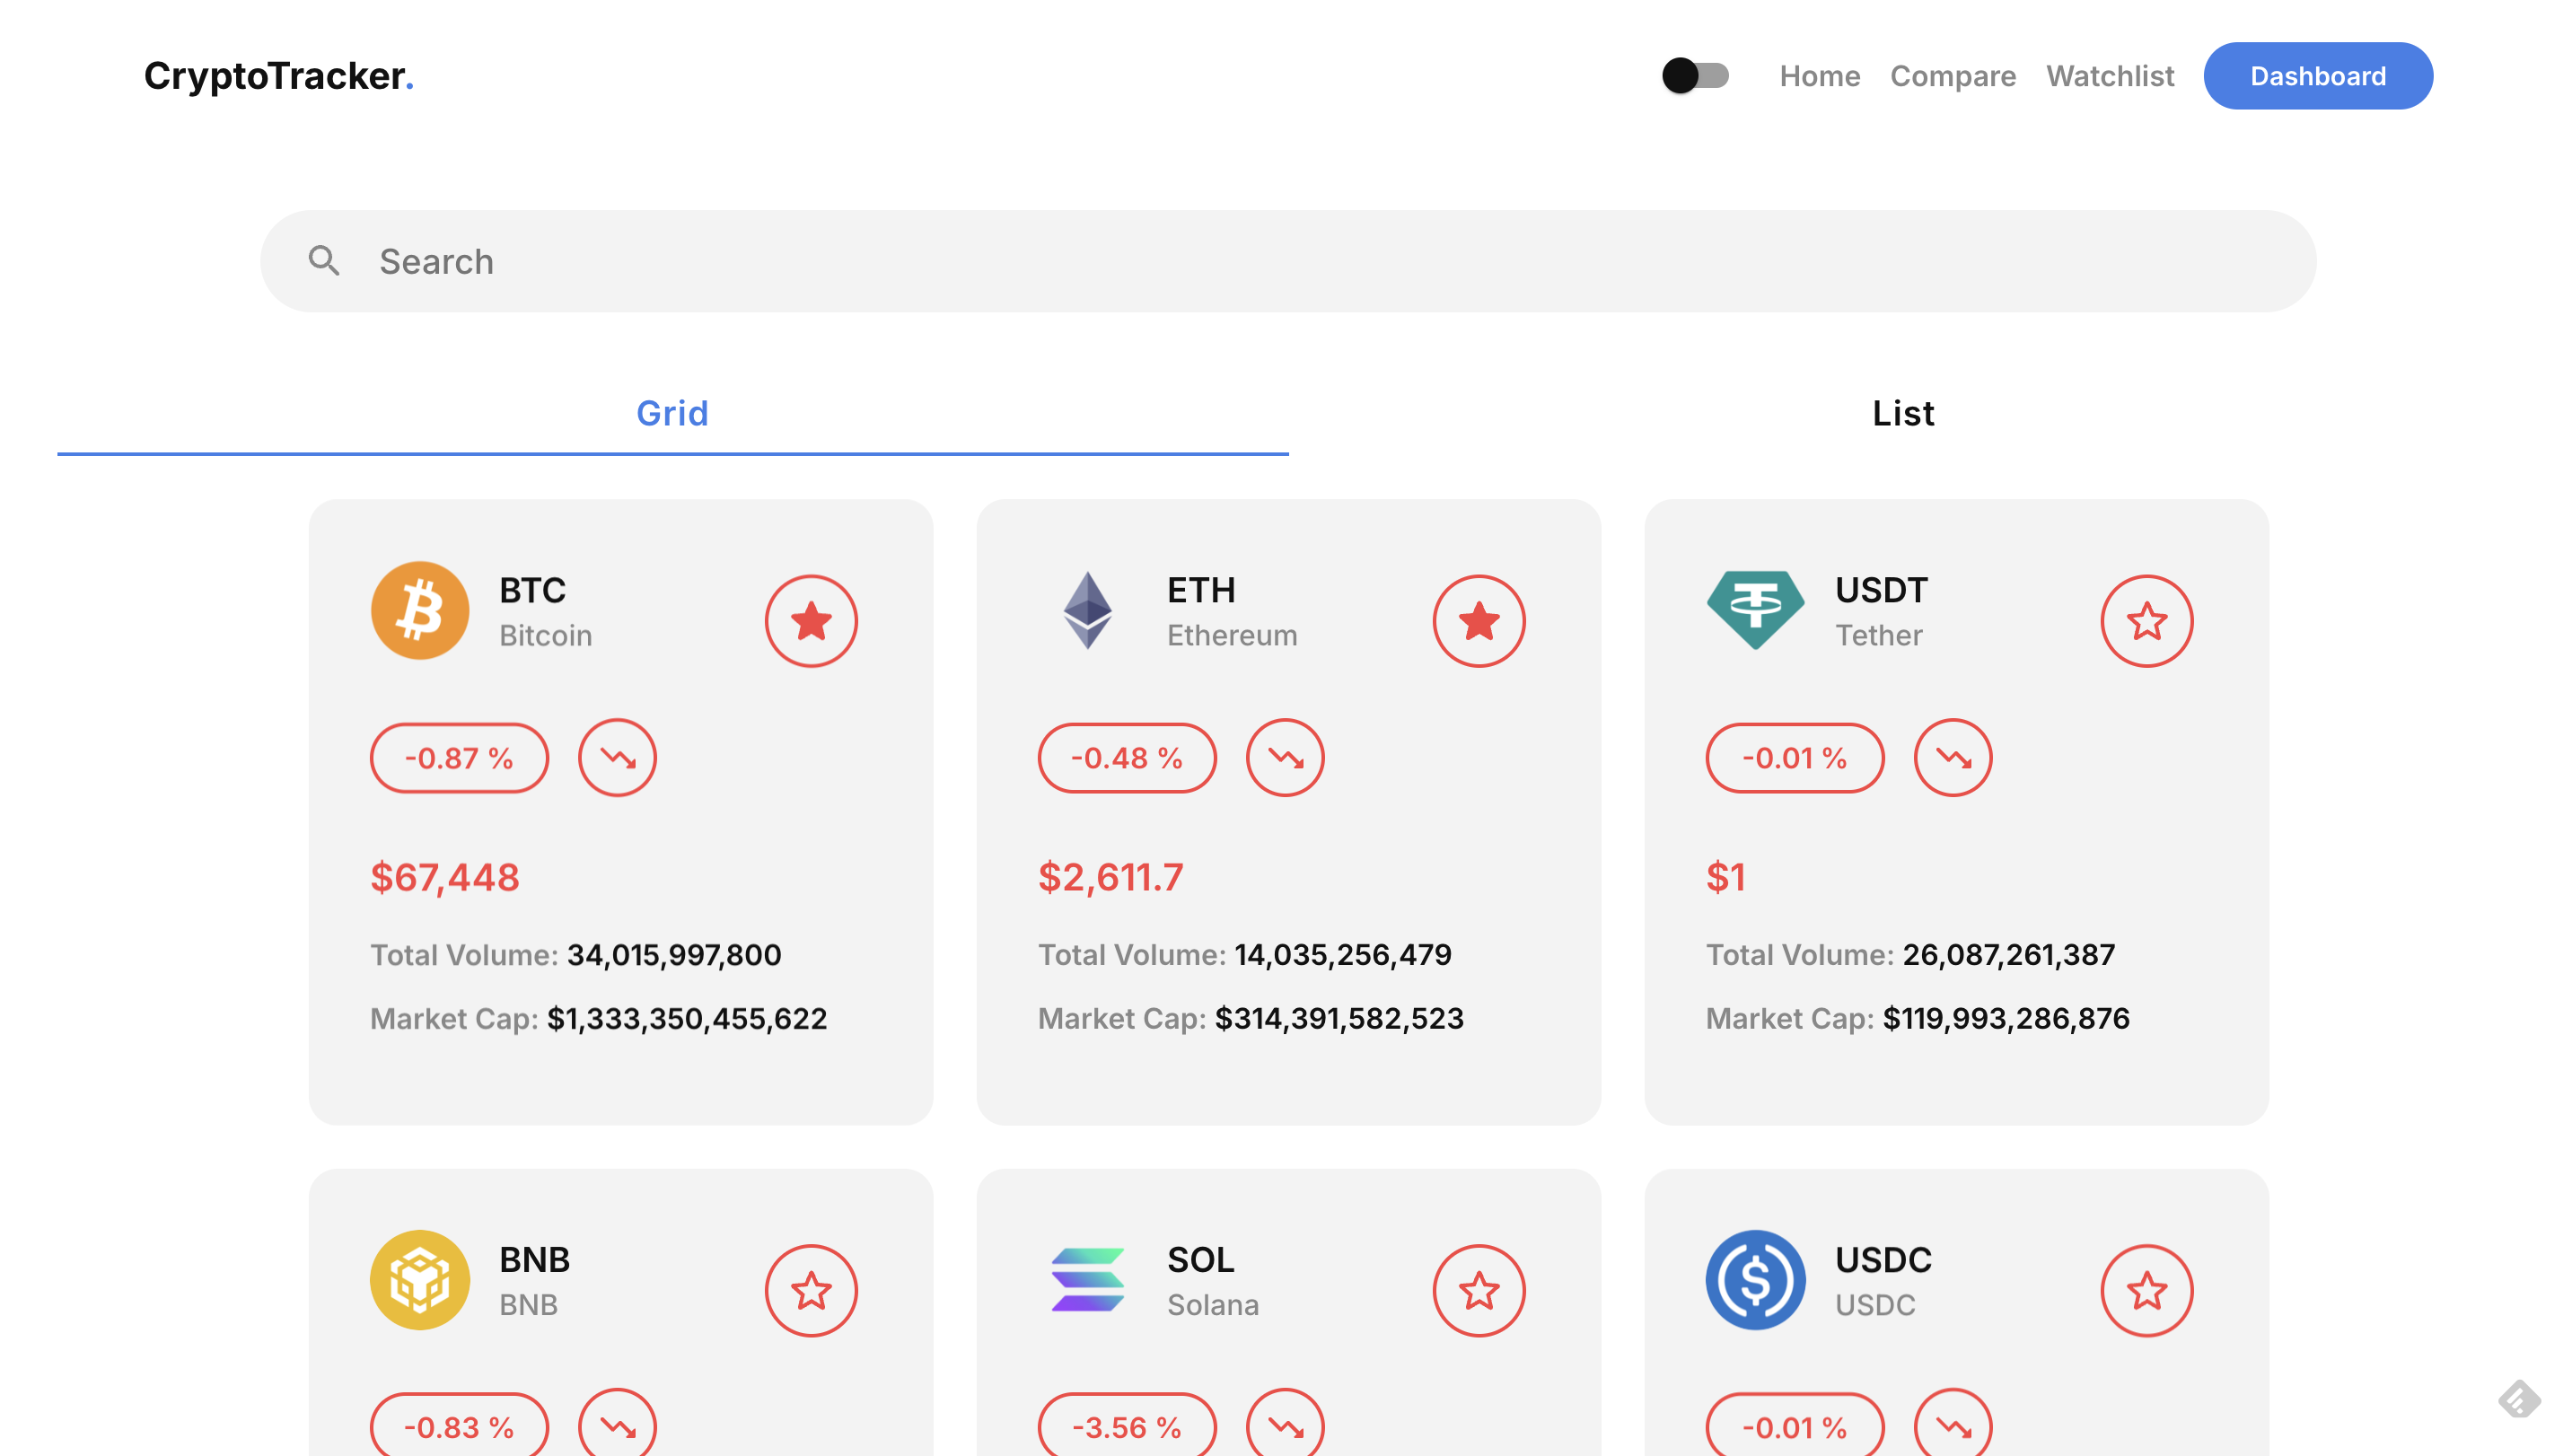 CryptoTracker.
Home Compare Watchlist Dashboard
Search
Grid List
BTC
Bitcoin
-0.87 %
$67,448
Total Volume: 34,015,997,800
Market Cap: $1,333,350,455,622
ETH
Ethereum
-0.48 %
$2,611.7
Total Volume: 14,035,256,479
Market Cap: $314,391,582,523
USDT
Tether
-0.01 %
$1
Total Volume: 26,087,261,387
Market Cap: $119,993,286,876
BNB
BNB
-0.83 %
SOL
Solana
-3.56 %
USDC
USDC
-0.01 %